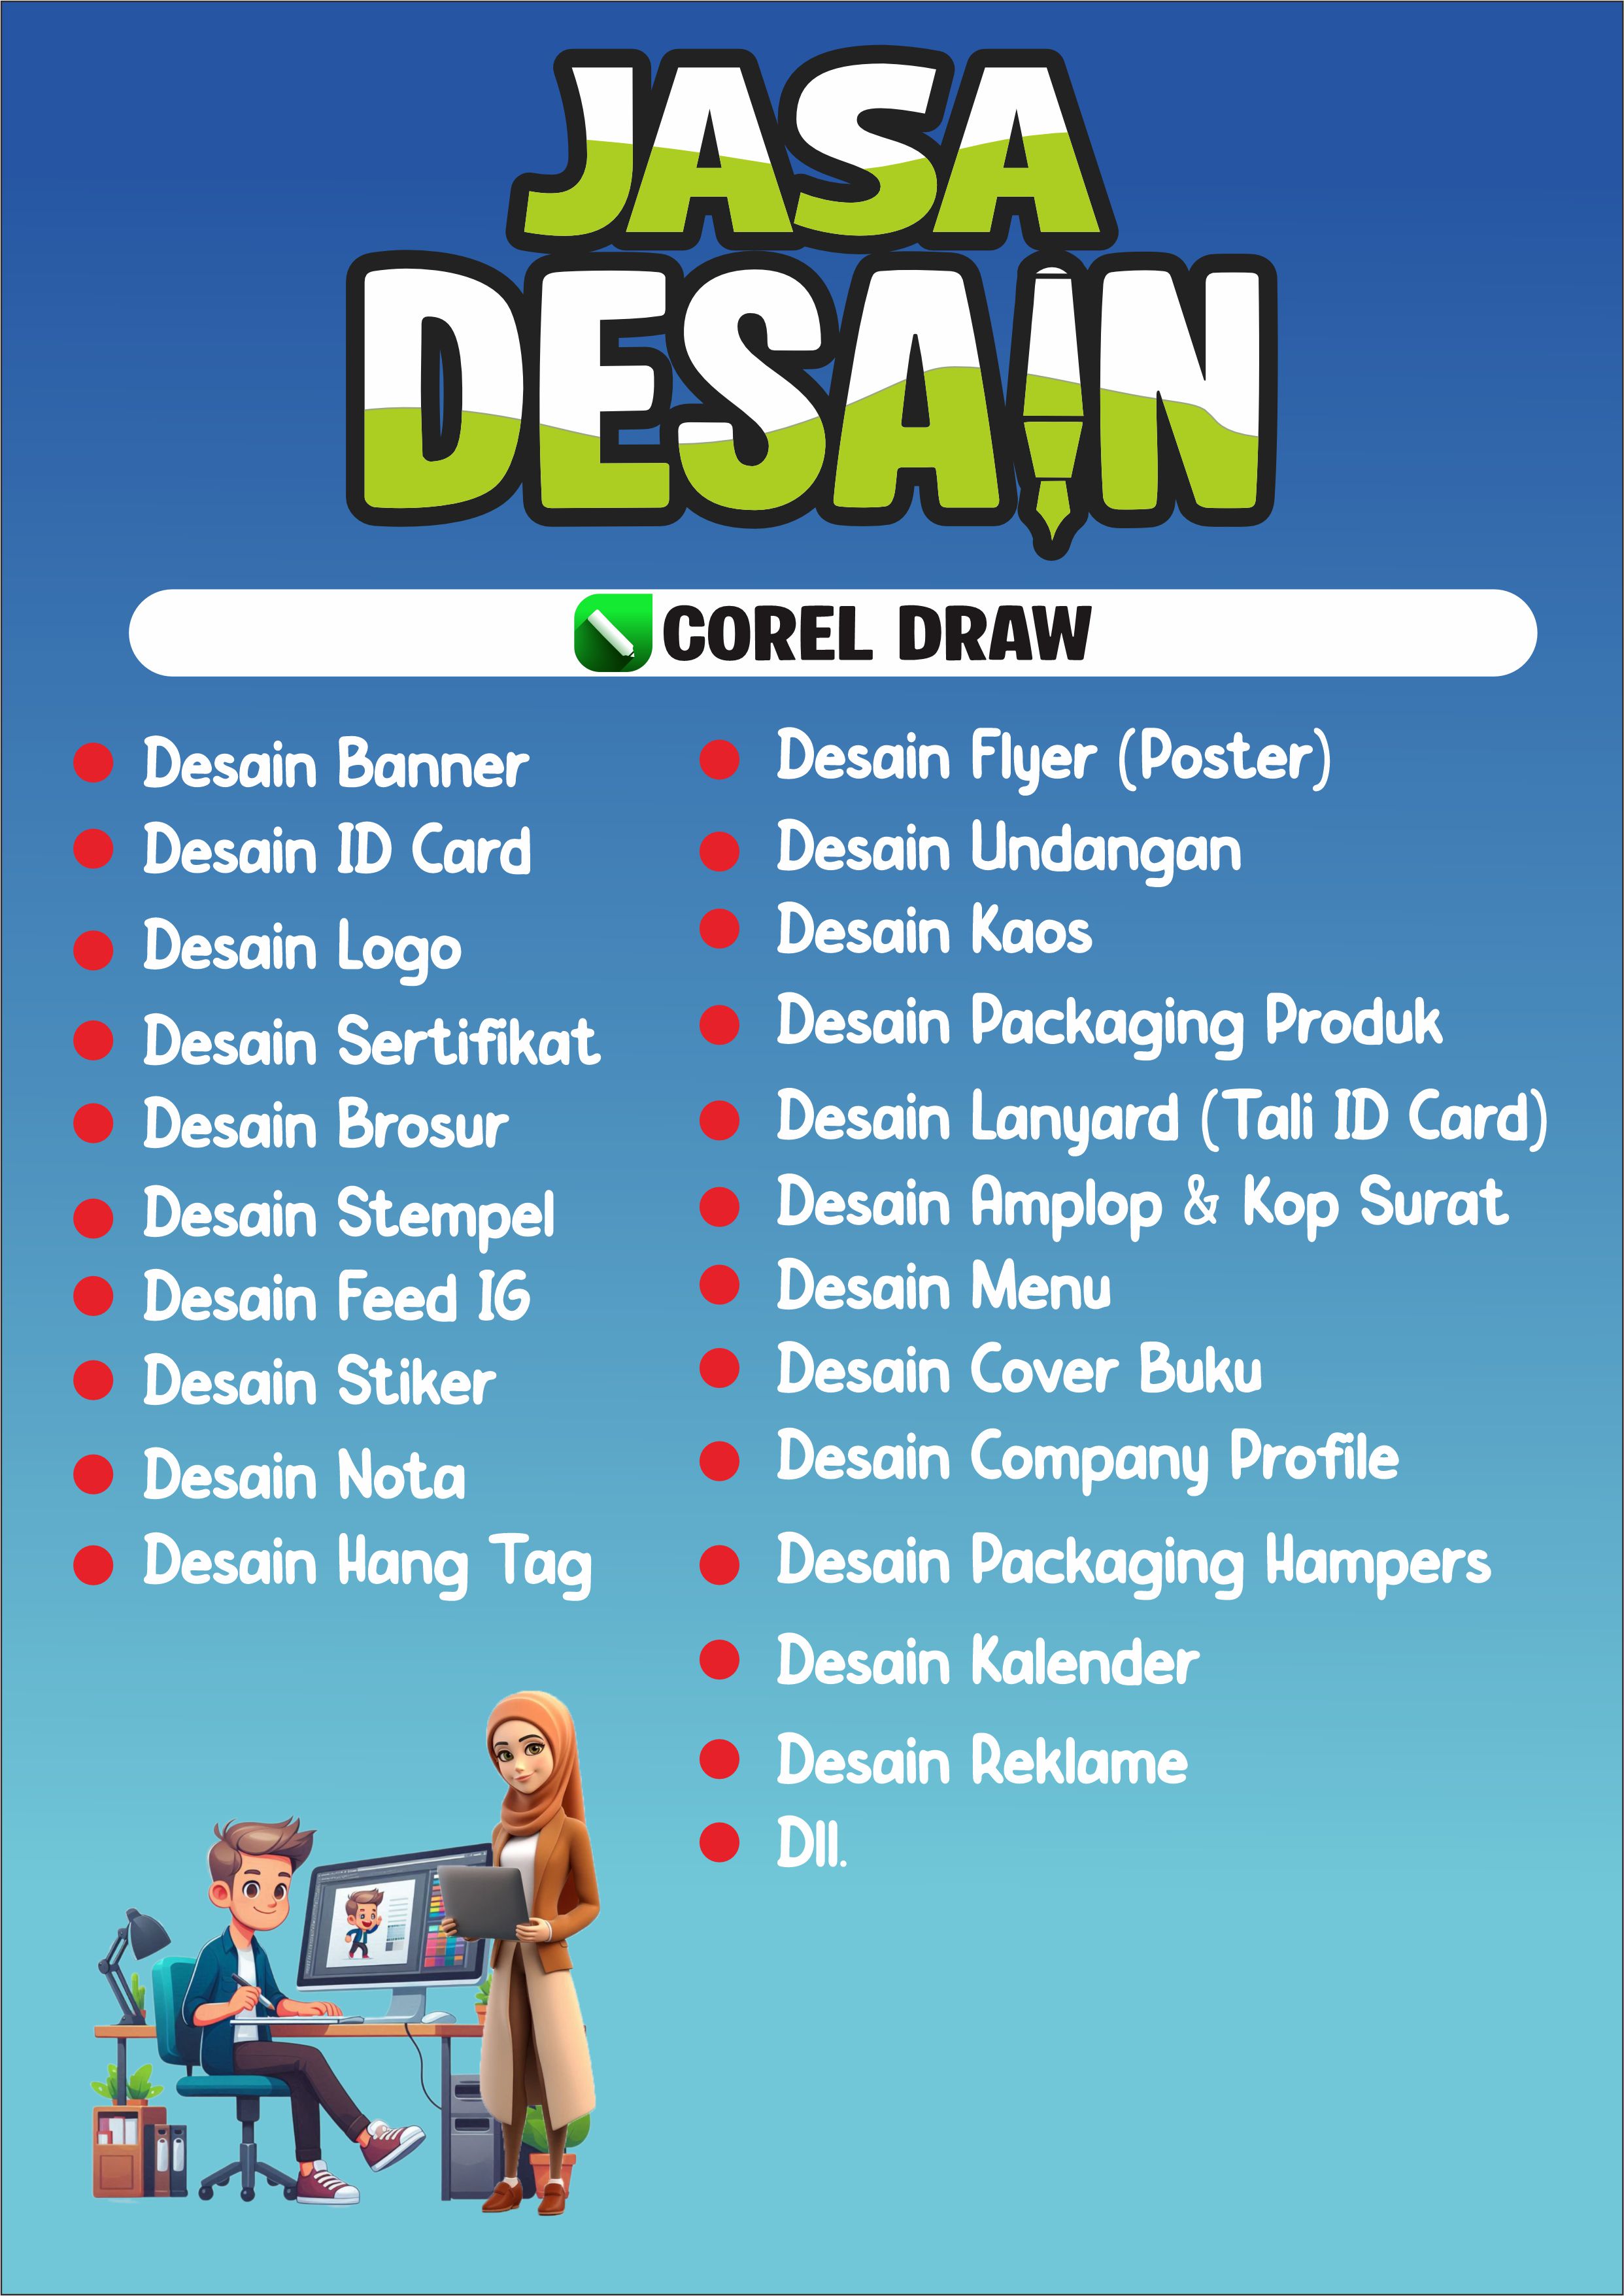 JASA
DESAIN
COREL DRAW
Desain Banner
Desain ID Card
Desain Logo
Desain Sertifikat
Desain Brosur
Desain Stempel
Desain Feed IG
Desain Stiker
Desain Nota
Desain Hang Tag
Desain Flyer (Poster)
Desain Undangan
Desain Kaos
Desain Packaging Produk
Desain Lanyard (Tali ID Card)
Desain Amplop & Kop Surat
Desain Menu
Desain Cover Buku
Desain Company Profile
Desain Packaging Hampers
Desain Kalender
Desain Reklame
Dll.